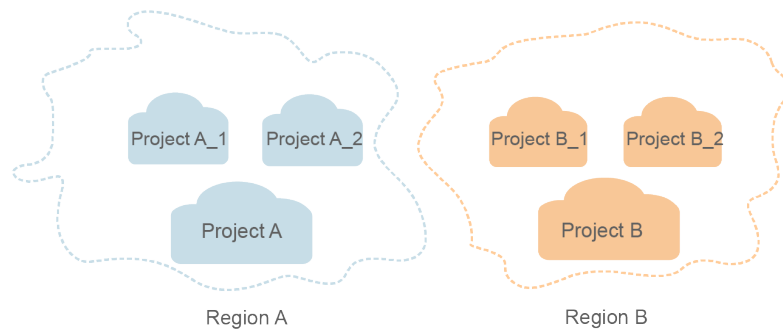 Project A_1
Project A_2
Project A
Region A
Project B_1
Project B_2
Project B
Region B